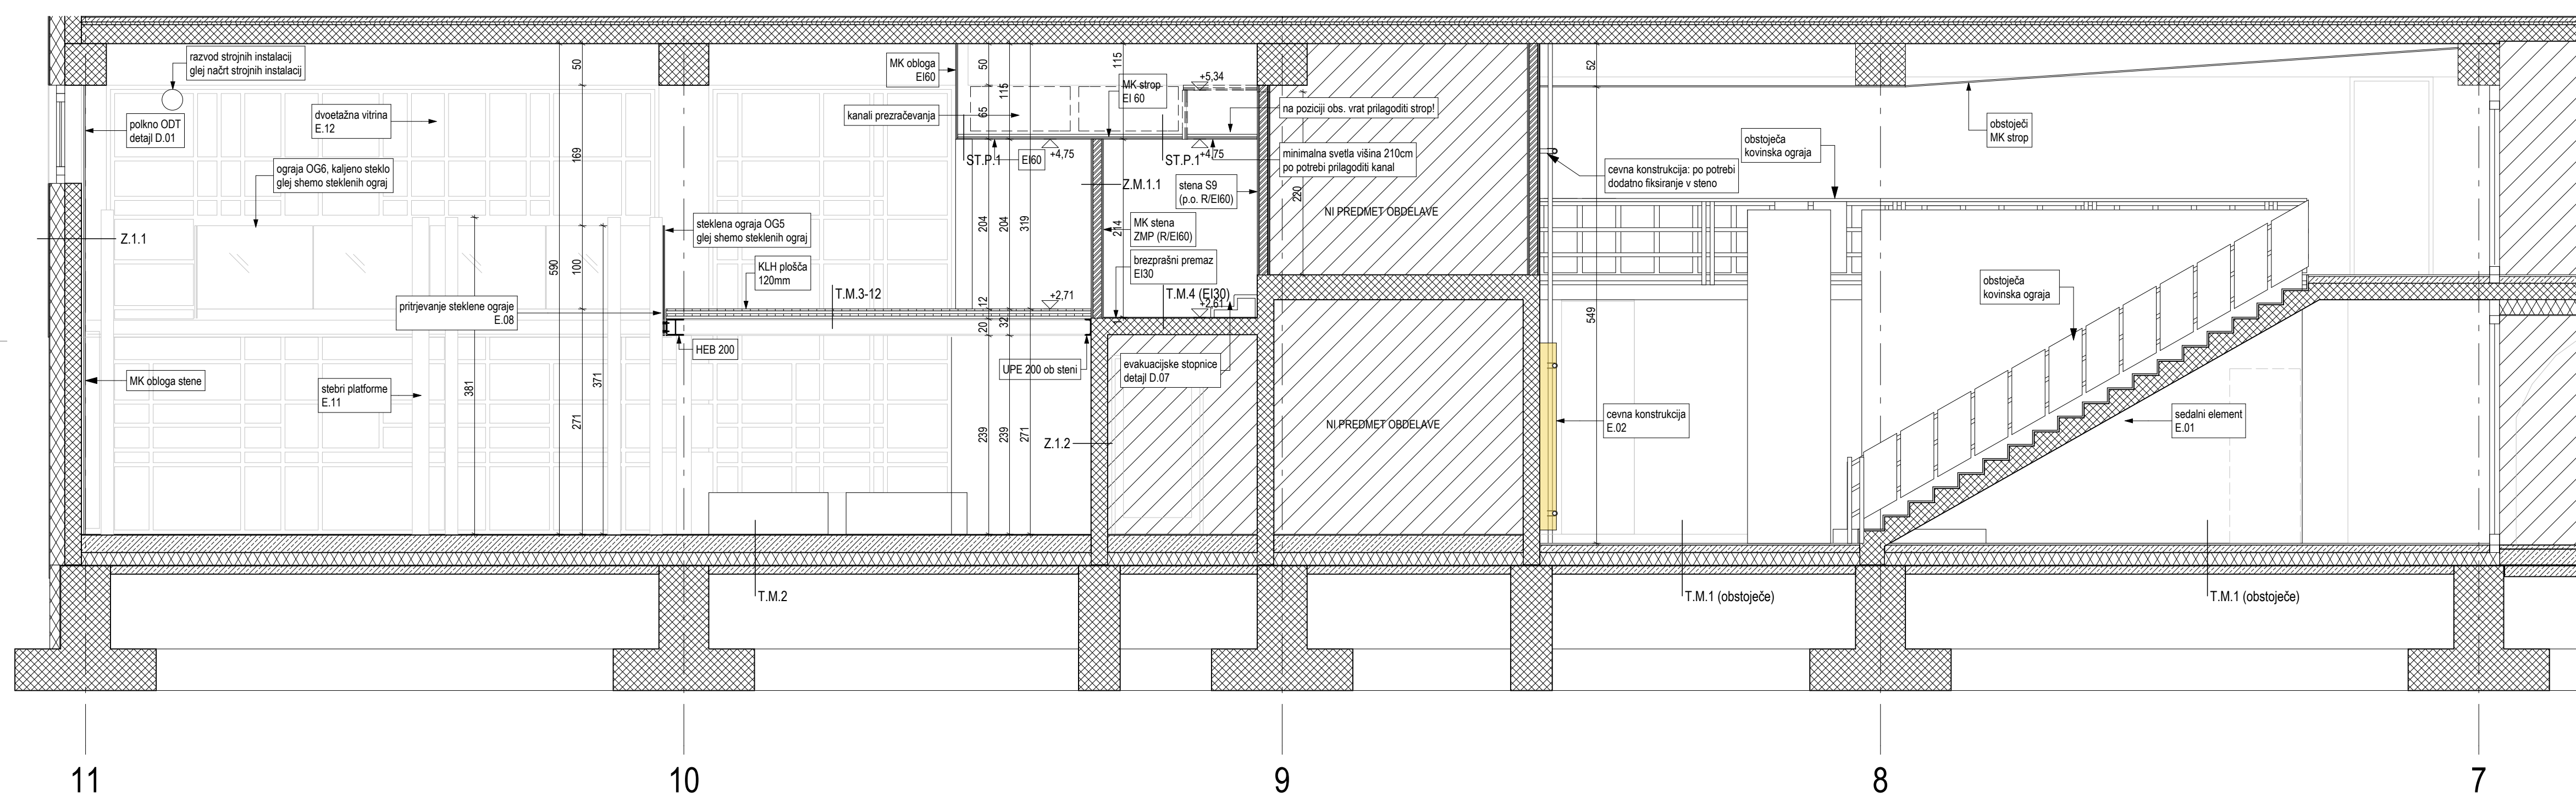 razvod strojnih instalacij
glej načrt strojnih instalacij
polkno ODT
detajl D.01
dvoetažna vitrina
E.12
ograja OG6, kaljeno steklo
glej shemo steklenih ograj
Z.1.1
pritrjevanje steklene ograje
E.08
MK obloga stene
stebri platforme
E.11
50
169
590
100
381
371
271
MK obloga
EI60
kanali prezračevanja
50
115
65
115
MK strop
EI 60
+5,34
na poziciji obs. vrat prilagoditi strop!
ST.P.1
EI60
+4,75
ST.P.1
+4,75
minimalna svetla višina 210cm
po potrebi prilagoditi kanal
Z.M.1.1
stena S9
(p.o. R/EI60)
steklena ograja OG5
glej shemo steklenih ograj
204
204
319
214
MK stena
ZMP (R/EI60)
brezprašni premaz
EI30
KLH plošča
120mm
T.M.3-12
+2,71
T.M.4 (EI30)
+2,61
12
20
32
HEB 200
UPE 200 ob steni
evakuacijske stopnice
detajl D.07
239
239
271
Z.1.2
T.M.2
220
NI PREDMET OBDELAVE
NI PREDMET OBDELAVE
52
549
obstoječa
kovinska ograja
cevna konstrukcija: po potrebi
dodatno fiksiranje v steno
obstoječi
MK strop
obstoječa
kovinska ograja
cevna konstrukcija
E.02
sedalni element
E.01
T.M.1 (obstoječe)
T.M.1 (obstoječe)
11
10
9
8
7